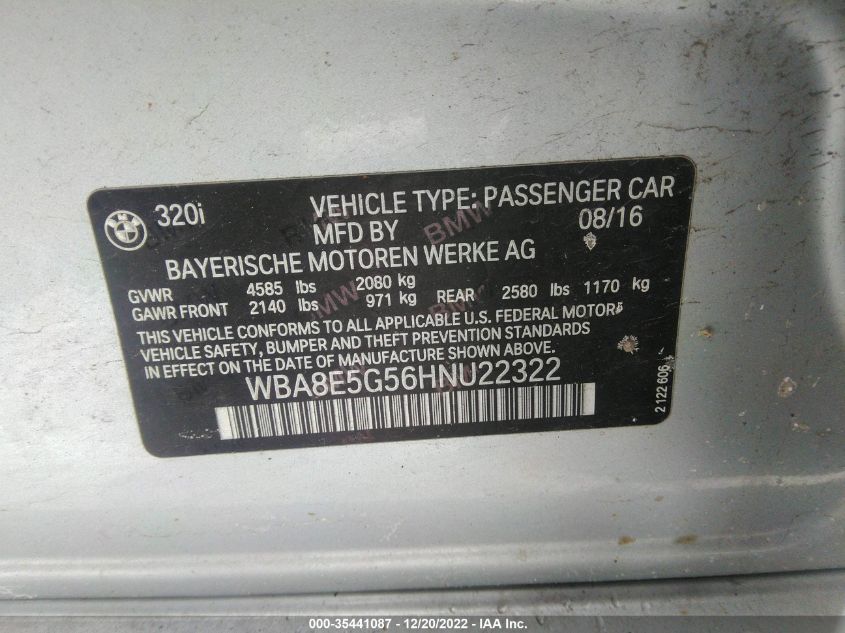 320i VEHICLE TYPE: PASSENGER CAR
MFD BY 08/16
BAYERISCHE MOTOREN WERKE AG
GVWR 4585 lbs 2080 kg
GAWR FRONT 2140 lbs 971 kg REAR 2580 lbs 1170 kg
THIS VEHICLE CONFORMS TO ALL APPLICABLE U.S. FEDERAL MOTOR
VEHICLE SAFETY, BUMPER AND THEFT PREVENTION STANDARDS
IN EFFECT ON THE DATE OF MANUFACTURE SHOWN ABOVE.
WBA8E5G56HNU22322
2 122 606
BMW
BMW
BMW
000-35441087 - 12/20/2022 - IAA Inc.